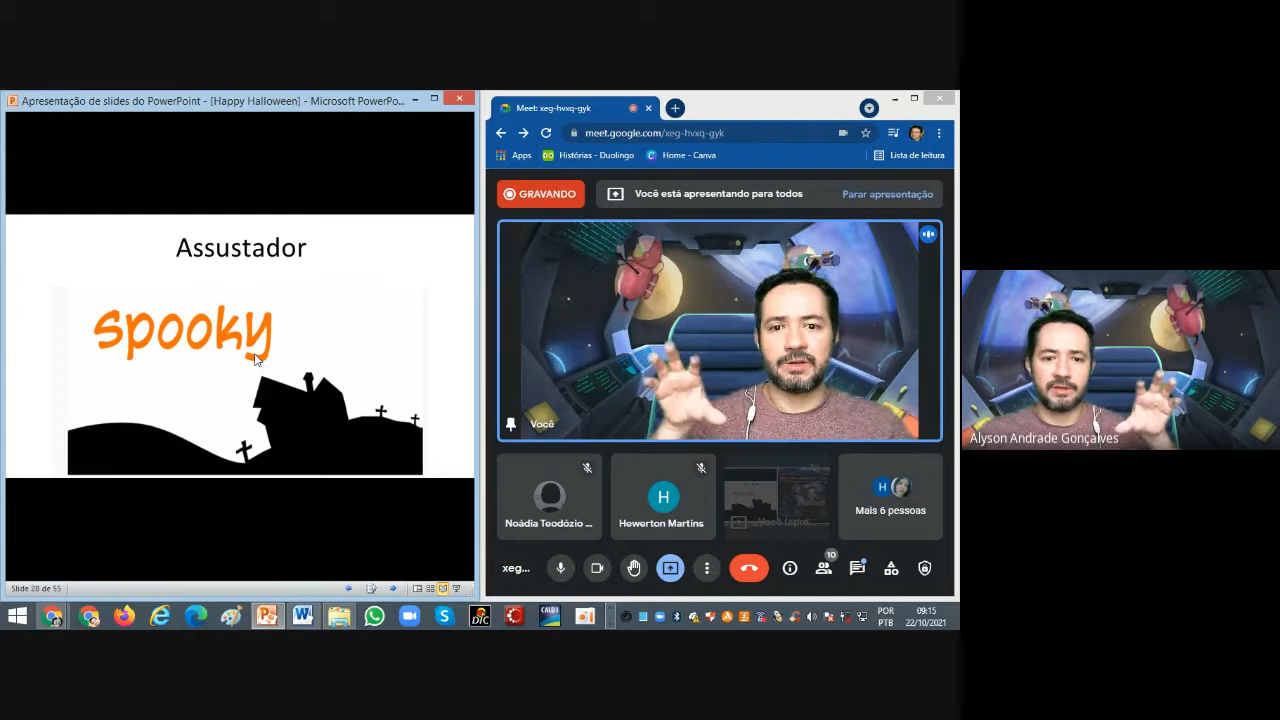 Apresentação de slides do PowerPoint - [Happy Halloween] - Microsoft PowerPo...
Assustador
spooky
Slide 28 de 55
Meet: xeg-hvxq-gyk
meet.google.com/xeg-hvxq-gyk
Apps
Histórias - Duolingo
Home - Canva
Lista de leitura
GRAVANDO
Você está apresentando para todos
Parar apresentação
Você
Noádia Teodózio ...
H
Hewerton Martins
H
Mais 6 pessoas
xeg...
10
Alyson Andrade Gonçalves
DIC
CALD3
POR
PTB
09:15
22/10/2021